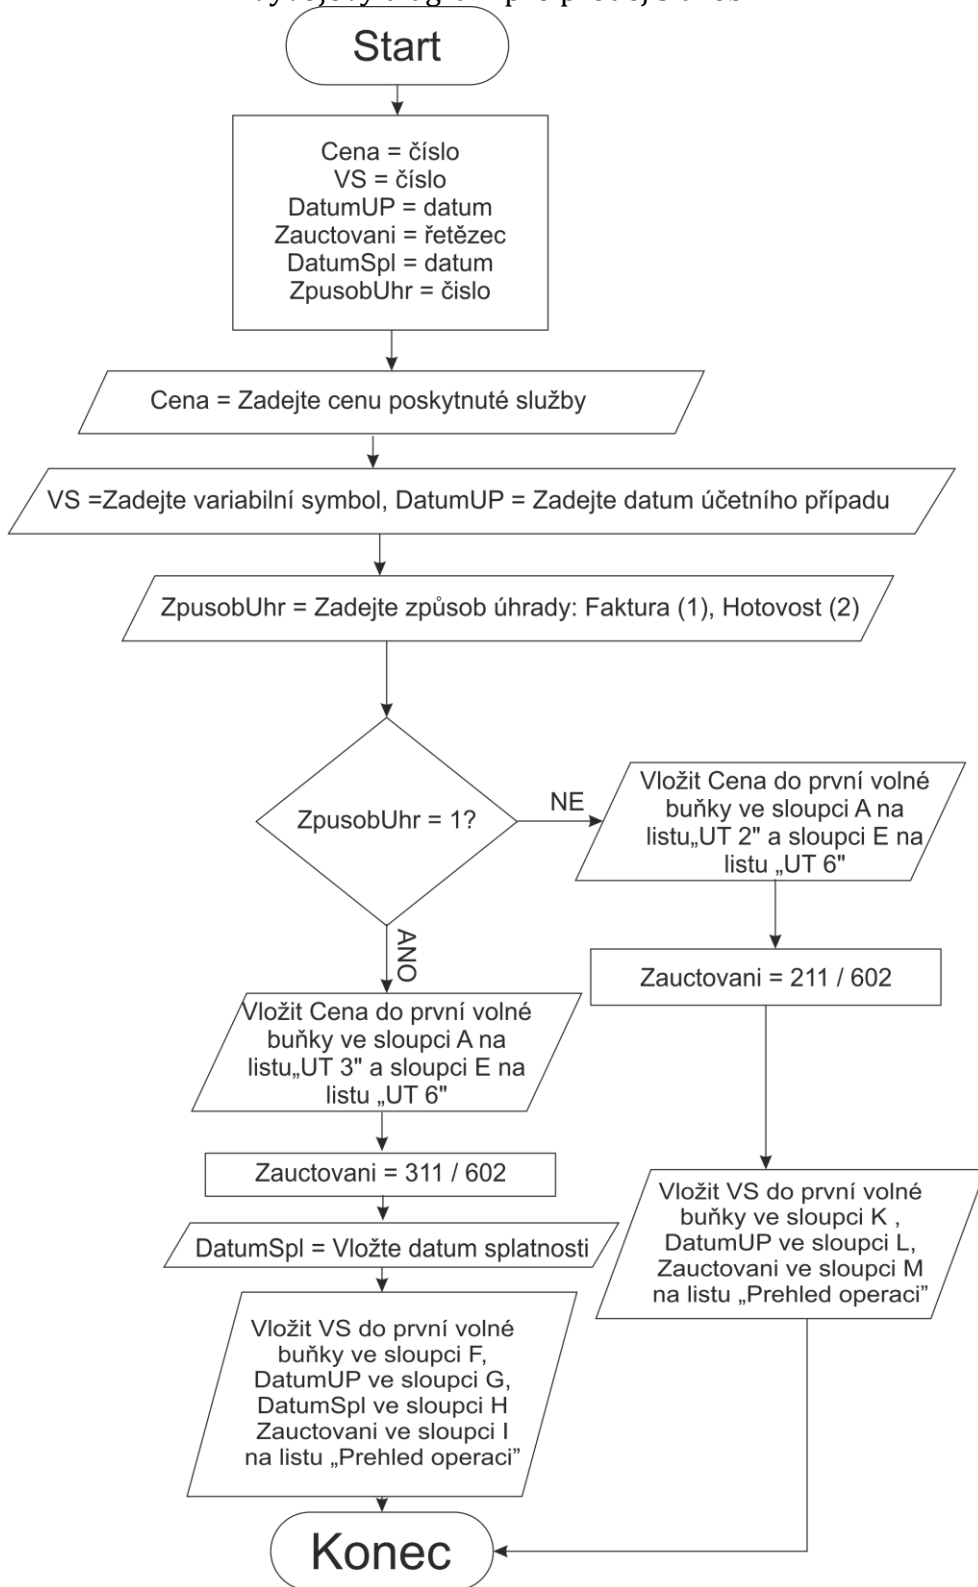 Start
Cena = číslo
VS = číslo
DatumUP = datum
Zauctovani = řetězec
DatumSpl = datum
ZpusobUhr = čislo
Cena = Zadejte cenu poskytnuté služby
VS =Zadejte variabilní symbol, DatumUP = Zadejte datum účetního případu
ZpusobUhr = Zadejte způsob úhrady: Faktura (1), Hotovost (2)
ZpusobUhr = 1?
NE
Vložit Cena do první volné
buňky ve sloupci A na
listu„UT 2" a sloupci E na
listu „UT 6"
Zauctovani = 211 / 602
Vložit VS do první volné
buňky ve sloupci K ,
DatumUP ve sloupci L,
Zauctovani ve sloupci M
na listu „Prehled operaci”
ANO
Vložit Cena do první volné
buňky ve sloupci A na
listu„UT 3" a sloupci E na
listu „UT 6"
Zauctovani = 311 / 602
DatumSpl = Vložte datum splatnosti
Vložit VS do první volné
buňky ve sloupci F,
DatumUP ve sloupci G,
DatumSpl ve sloupci H
Zauctovani ve sloupci I
na listu „Prehled operaci”
Konec